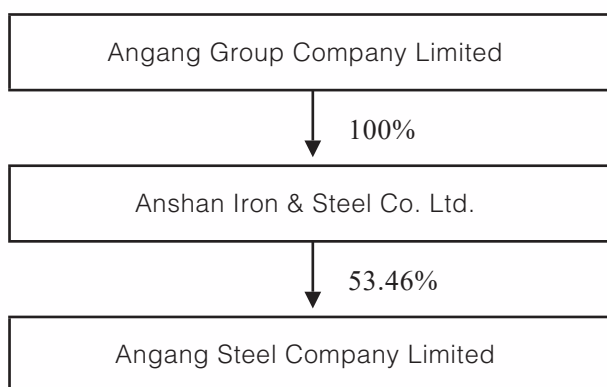 Angang Group Company Limited
100%
Anshan Iron & Steel Co. Ltd.
53.46%
Angang Steel Company Limited